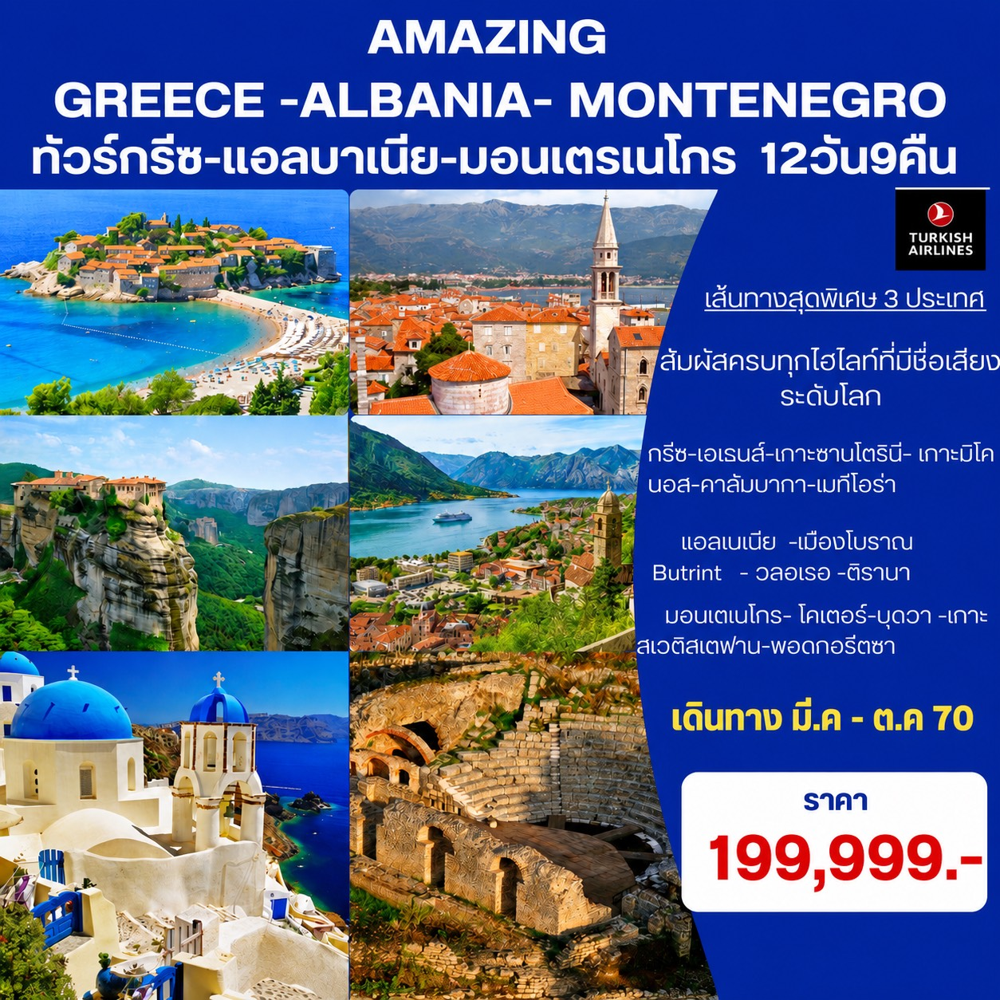 AMAZING
GREECE -ALBANIA- MONTENEGRO
ทัวร์กรีซ-แอลบาเนีย-มอนเตรเนโกร 12วัน9คืน
TURKISH
AIRLINES
เส้นทางสุดพิเศษ 3 ประเทศ
สัมผัสครบทุกไฮไลท์ที่มีชื่อเสียง
ระดับโลก
กรีซ-เอเธนส์-เกาะซานโตรินี- เกาะมิโค
นอส-คาลัมบากา-เมทีโอร่า
แอลเบเนีย -เมืองโบราณ
Butrint - วลอเรอ -ติรานา
มอนเตเนโกร- โคเตอร์-บุดวา -เกาะ
สเวติสเตฟาน-พอดกอรีตซา
เดินทาง มี.ค - ต.ค 70
ราคา
199,999.-